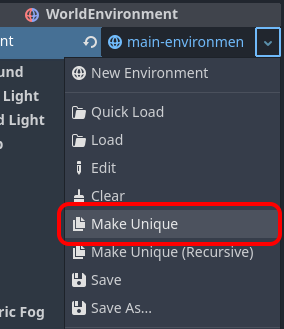 WorldEnvironment
nt
main-environmen
und
New Environment
Light
Quick Load
d Light
Load
o
Edit
Clear
Make Unique
Make Unique (Recursive)
Save
ric Fog
Save As...